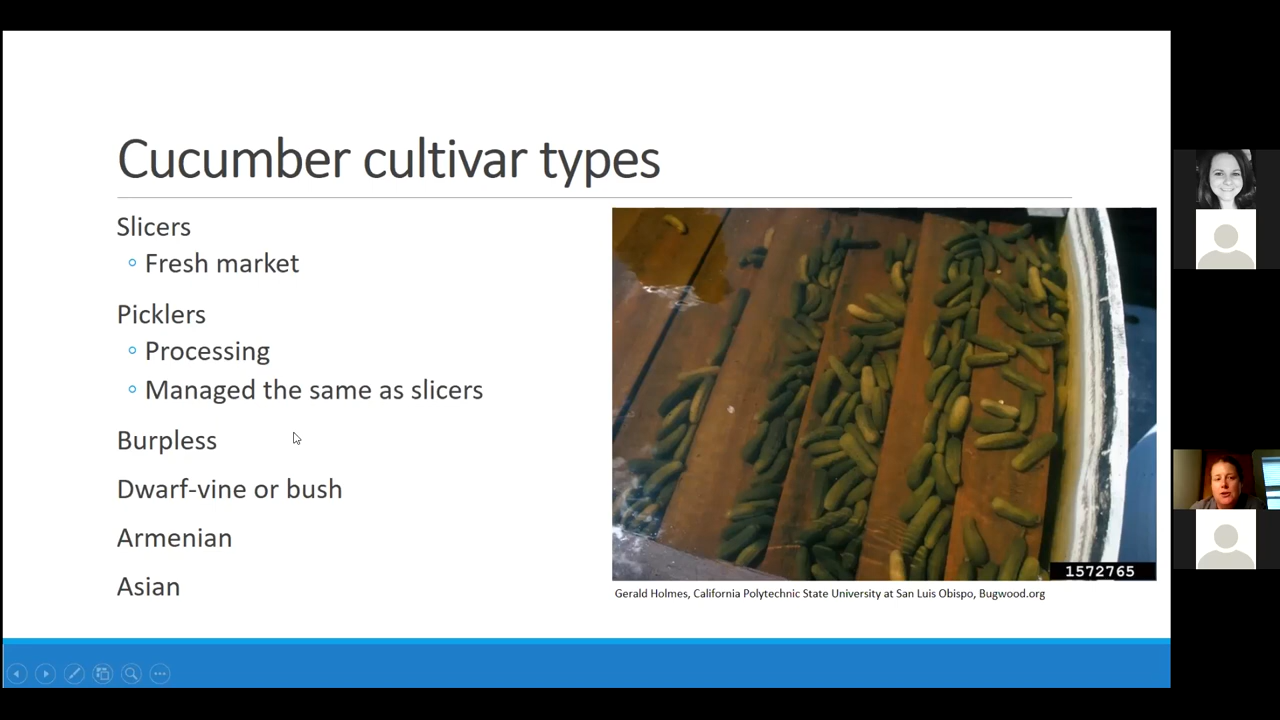 Cucumber cultivar types
Slicers
Fresh market
Picklers
Processing
Managed the same as slicers
Burpless
Dwarf-vine or bush
Armenian
Asian
1572765
Gerald Holmes, California Polytechnic State University at San Luis Obispo, Bugwood.org